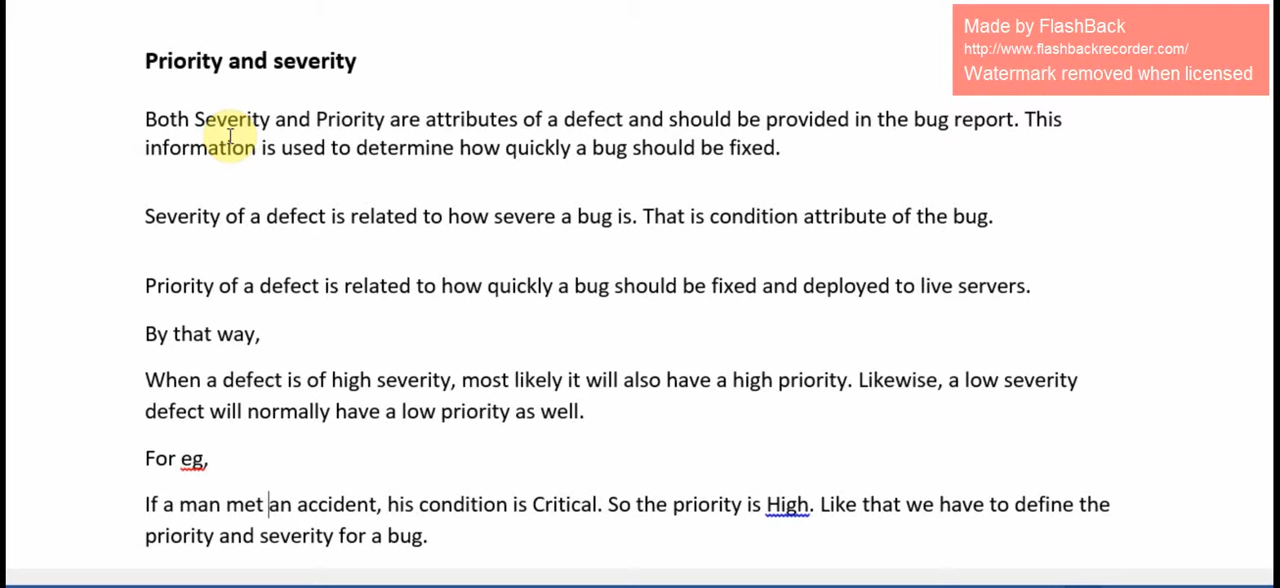 Made by FlashBack
http://www.flashbackrecorder.com/
Watermark removed when licensed
Priority and severity
Both Severity and Priority are attributes of a defect and should be provided in the bug report. This
information is used to determine how quickly a bug should be fixed.
Severity of a defect is related to how severe a bug is. That is condition attribute of the bug.
Priority of a defect is related to how quickly a bug should be fixed and deployed to live servers.
By that way,
When a defect is of high severity, most likely it will also have a high priority. Likewise, a low severity
defect will normally have a low priority as well.
For eg,
If a man met an accident, his condition is Critical. So the priority is High. Like that we have to define the
priority and severity for a bug.